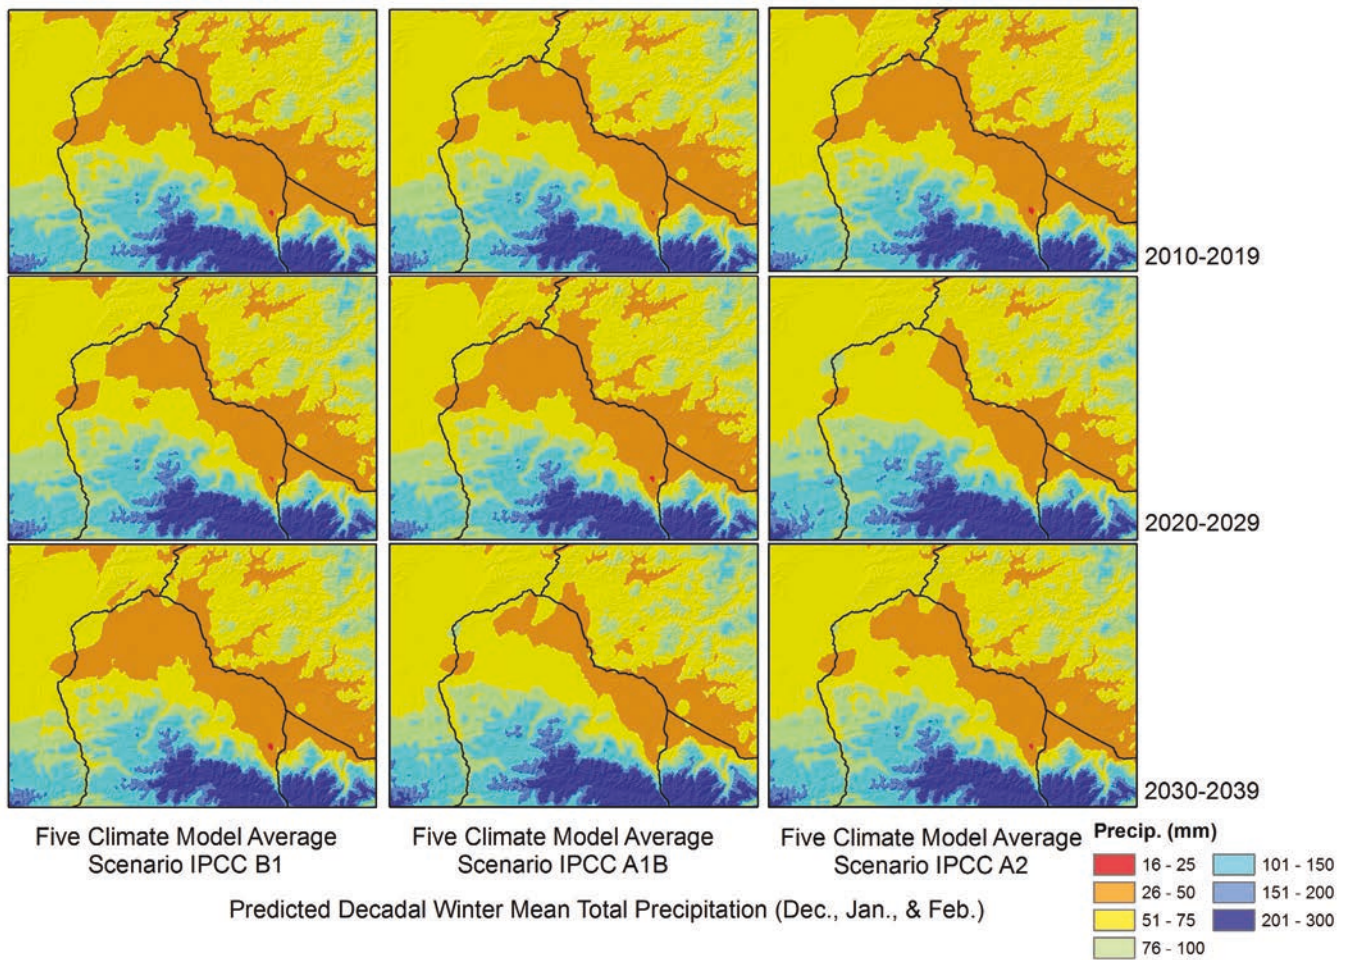 2010-2019
2020-2029
2030-2039
Five Climate Model Average
Scenario IPCC B1
Five Climate Model Average
Scenario IPCC A1B
Five Climate Model Average
Scenario IPCC A2
Predicted Decadal Winter Mean Total Precipitation (Dec., Jan., & Feb.)
Precip. (mm)
16 - 25
26 - 50
51 - 75
76 - 100
101 - 150
151 - 200
201 - 300